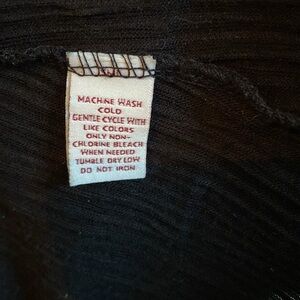 MACHINE WASH
COLD
GENTLE CYCLE WITH
LIKE COLORS
ONLY NON-
CHLORINE BLEACH
WHEN NEEDED
TUMBLE DRY LOW
DO NOT IRON